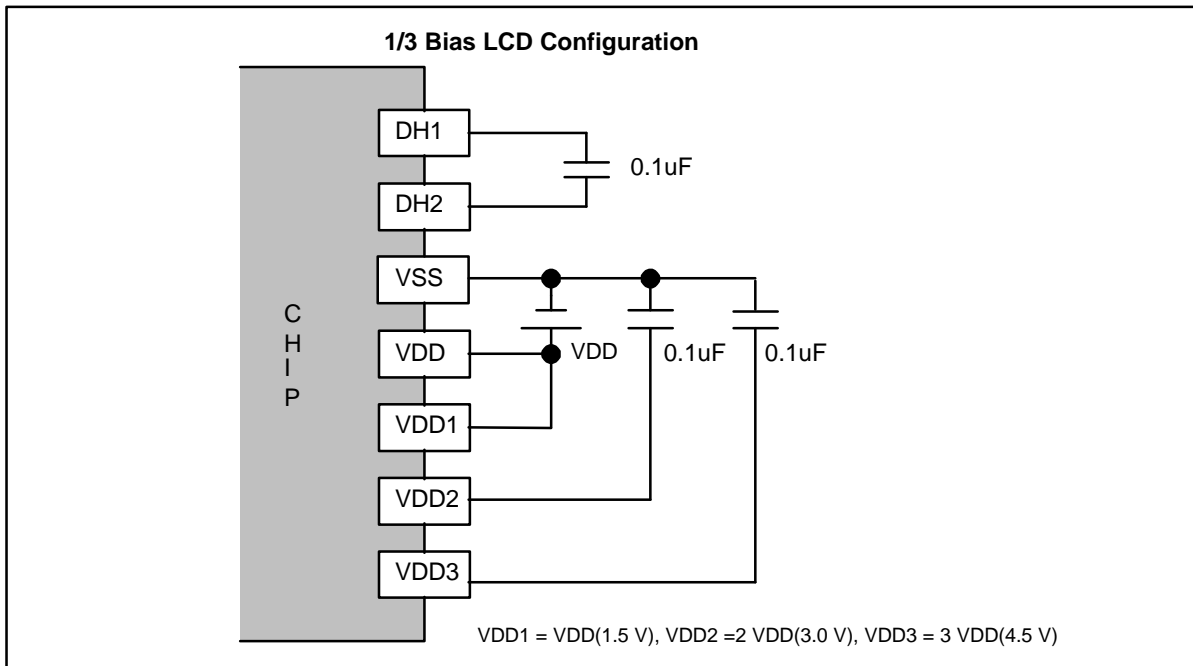 1/3 Bias LCD Configuration
DH1
0.1uF
DH2
VSS
C
H
I
P
VDD
VDD
0.1uF
0.1uF
VDD1
VDD2
VDD3
VDD1 = VDD(1.5 V), VDD2 =2 VDD(3.0 V), VDD3 = 3 VDD(4.5 V)